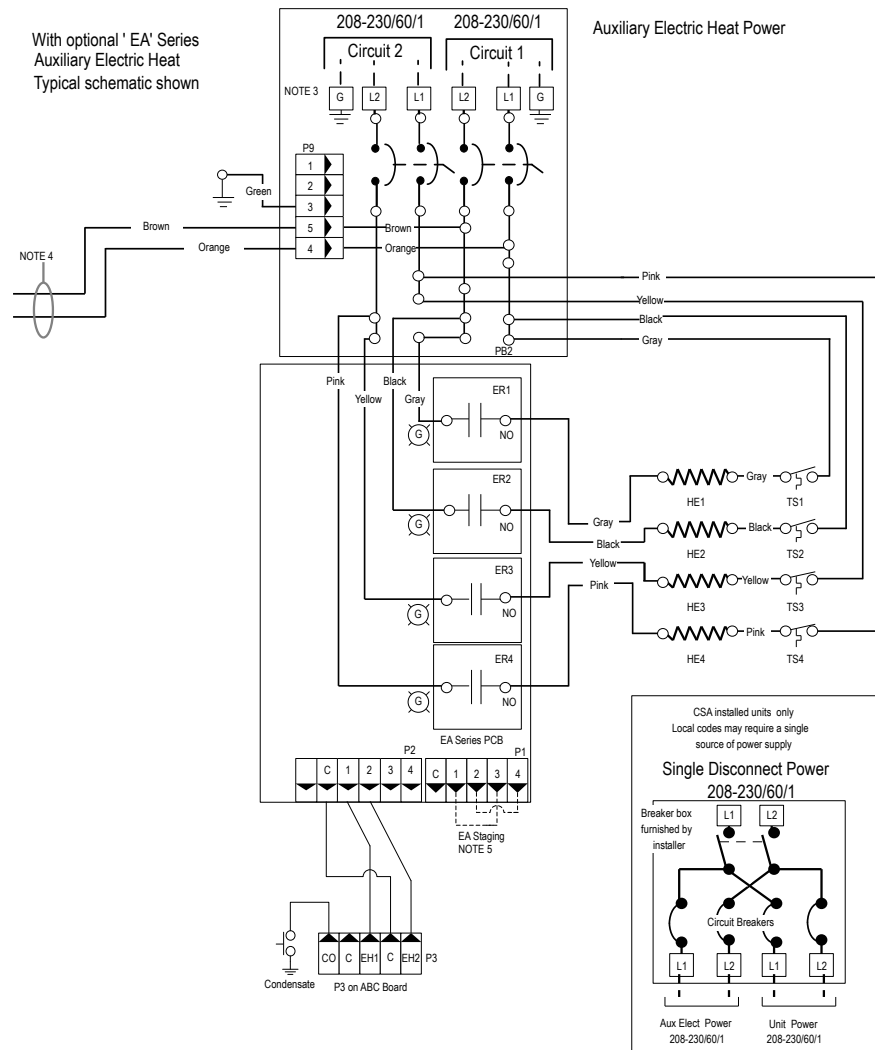 With optional ' EA' Series
Auxiliary Electric Heat
Typical schematic shown
208-230/60/1
208-230/60/1
Circuit 2
Circuit 1
Auxiliary Electric Heat Power
NOTE 3
G
L2
L1
L2
L1
G
P9
1
2
3
5
4
Green
Brown
Orange
Brown
Orange
NOTE 4
Pink
Yellow
Black
Gray
PB2
Pink
Yellow
Black
Gray
ER1
G
NO
ER2
G
NO
ER3
G
NO
ER4
G
NO
EA Series PCB
Gray
HE1
Gray
TS1
Black
HE2
Black
TS2
Yellow
HE3
Yellow
TS3
Pink
HE4
Pink
TS4
P2
C
1
2
3
4
P1
C
1
2
3
4
EA Staging
NOTE 5
Condensate
CO
C
EH1
C
EH2
P3
P3 on ABC Board
CSA installed units only
Local codes may require a single
source of power supply
Single Disconnect Power
208-230/60/1
Breaker box
furnished by
installer
L1
L2
Circuit Breakers
L1
L2
L1
L2
Aux Elect Power
208-230/60/1
Unit Power
208-230/60/1